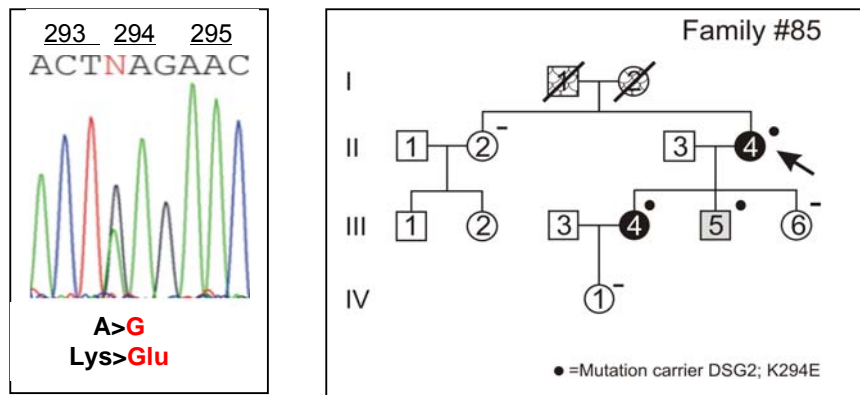 293 294 295
ACTNAGAAC
A>G
Lys>Glu
Family #85
I 1 2
II 1 2 - 3 4 •
III 1 2 3 4 • 5 • 6 -
IV 1 -
• =Mutation carrier DSG2; K294E